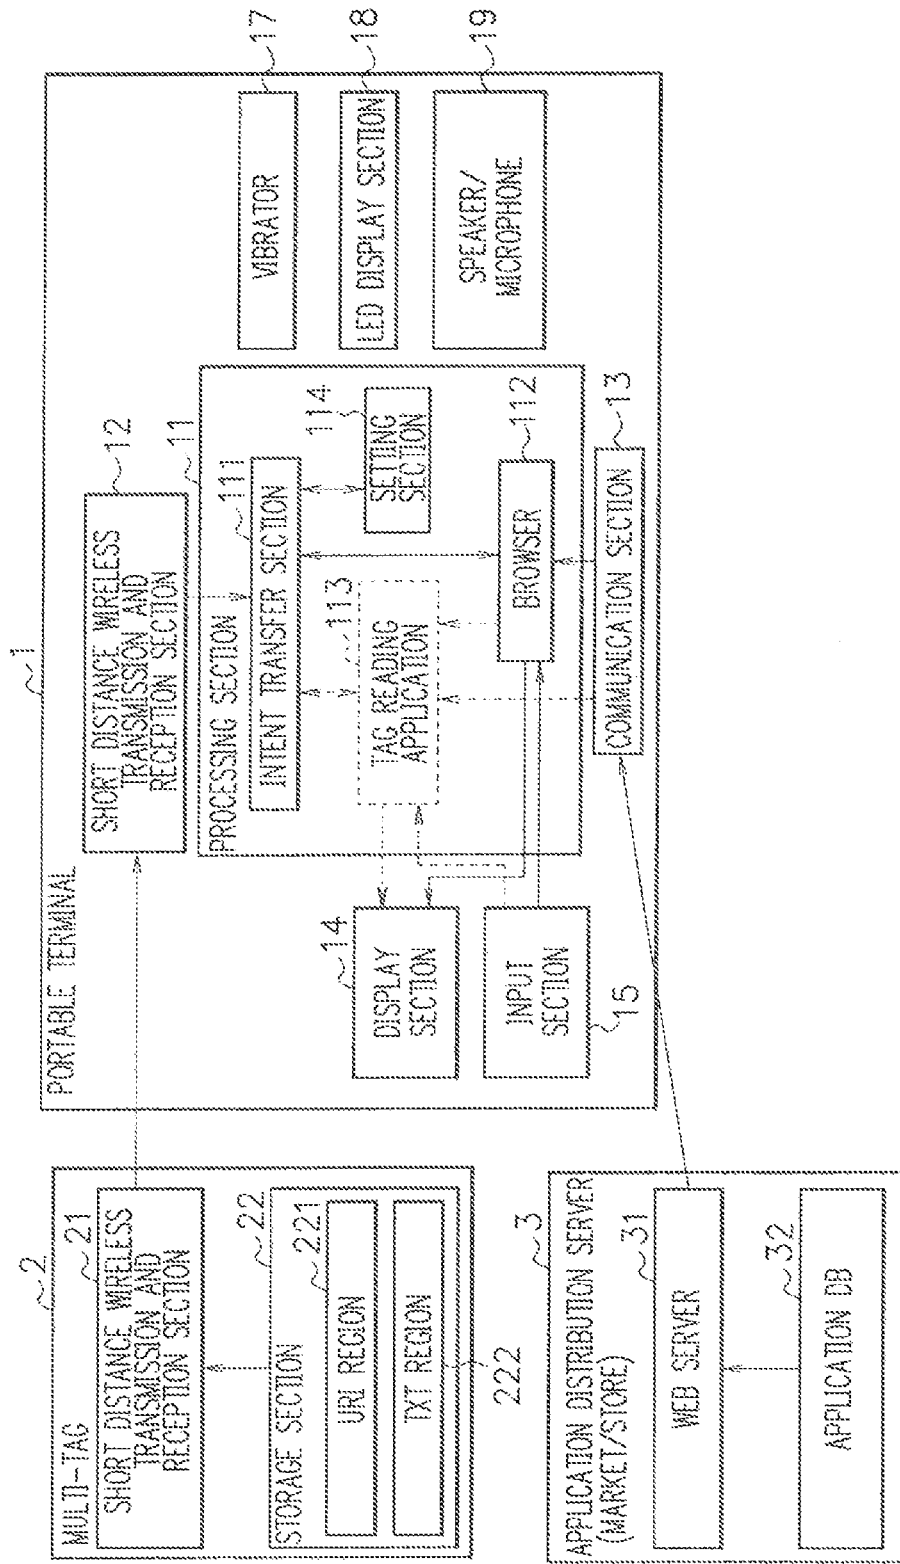 PORTABLE TERMINAL
1
SHORT DISTANCE WIRELESS
TRANSMISSION AND
RECEPTION SECTION
12
PROCESSING SECTION
11
INTENT TRANSFER SECTION
111
TAG READING
APPLICATION
113
SETTING
SECTION
114
BROWSER
112
COMMUNICATION SECTION
13
DISPLAY
SECTION
14
INPUT
SECTION
15
VIBRATOR
17
LED DISPLAY SECTION
18
SPEAKER/
MICROPHONE
19
MULTI-TAG
2
SHORT DISTANCE WIRELESS
TRANSMISSION AND
RECEPTION SECTION
21
STORAGE SECTION
22
URI REGION
221
TXT REGION
222
APPLICATION DISTRIBUTION SERVER
(MARKET/STORE)
3
WEB SERVER
31
APPLICATION DB
32